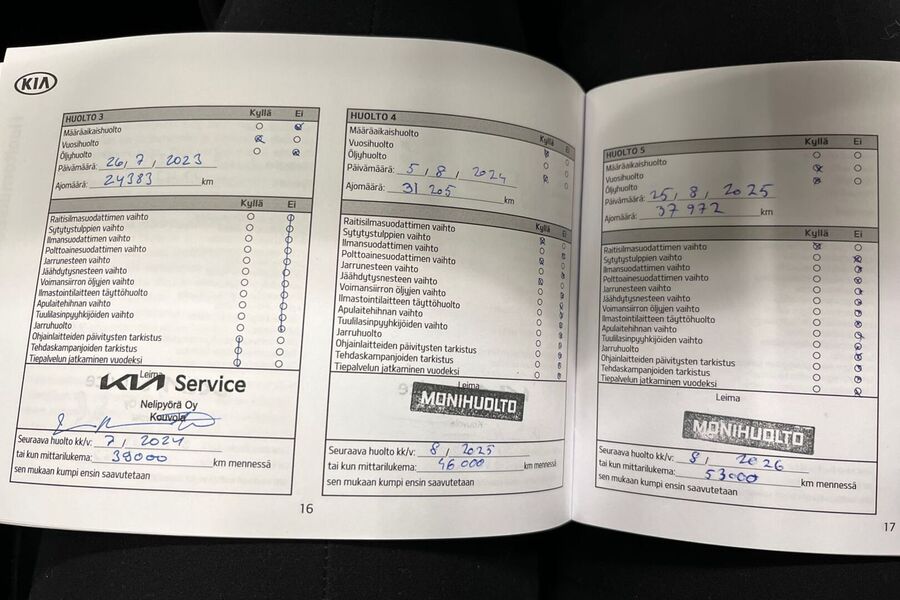 KIA
HUOLTO 3 Kyllä Ei
Määräaikaishuolto
Vuosihuolto
Öljyhuolto
Päivämäärä: 26, 7, 2023
Ajomäärä: 24383 km
Kyllä Ei
Raitisilmasuodattimen vaihto
Sytytystulppien vaihto
Ilmansuodattimen vaihto
Polttoainesuodattimen vaihto
Jarrunesteen vaihto
Jäähdytysnesteen vaihto
Voimansiirron öljyjen vaihto
Ilmastointilaitteen täyttöhuolto
Apulaitehihnan vaihto
Tuulilasinpyyhkijöiden vaihto
Jarruhuolto
Ohjainlaitteiden päivitysten tarkistus
Tehdaskampanjoiden tarkistus
Tiepalvelun jatkaminen vuodeksi
Leima
KIA Service
Nelipyörä Oy
Kouvola
Seuraava huolto kk/v: 7, 2024
tai kun mittarilukema: 39000 km mennessä
sen mukaan kumpi ensin saavutetaan
16
HUOLTO 4 Kyllä Ei
Määräaikaishuolto
Vuosihuolto
Öljyhuolto
Päivämäärä: 5, 8, 2024
Ajomäärä: 31 205 km
Kyllä Ei
Raitisilmasuodattimen vaihto
Sytytystulppien vaihto
Ilmansuodattimen vaihto
Polttoainesuodattimen vaihto
Jarrunesteen vaihto
Jäähdytysnesteen vaihto
Voimansiirron öljyjen vaihto
Ilmastointilaitteen täyttöhuolto
Apulaitehihnan vaihto
Tuulilasinpyyhkijöiden vaihto
Jarruhuolto
Ohjainlaitteiden päivitysten tarkistus
Tehdaskampanjoiden tarkistus
Tiepalvelun jatkaminen vuodeksi
Leima
MONIHUOLTO
Seuraava huolto kk/v: 8, 2025
tai kun mittarilukema: 46 000 km mennessä
sen mukaan kumpi ensin saavutetaan
HUOLTO 5 Kyllä Ei
Määräaikaishuolto
Vuosihuolto
Öljyhuolto
Päivämäärä: 25, 8, 2025
Ajomäärä: 37 972 km
Kyllä Ei
Raitisilmasuodattimen vaihto
Sytytystulppien vaihto
Ilmansuodattimen vaihto
Polttoainesuodattimen vaihto
Jarrunesteen vaihto
Jäähdytysnesteen vaihto
Voimansiirron öljyjen vaihto
Ilmastointilaitteen täyttöhuolto
Apulaitehihnan vaihto
Tuulilasinpyyhkijöiden vaihto
Jarruhuolto
Ohjainlaitteiden päivitysten tarkistus
Tehdaskampanjoiden tarkistus
Tiepalvelun jatkaminen vuodeksi
Leima
MONIHUOLTO
Seuraava huolto kk/v: 8, 2026
tai kun mittarilukema: 53000 km mennessä
sen mukaan kumpi ensin saavutetaan
17